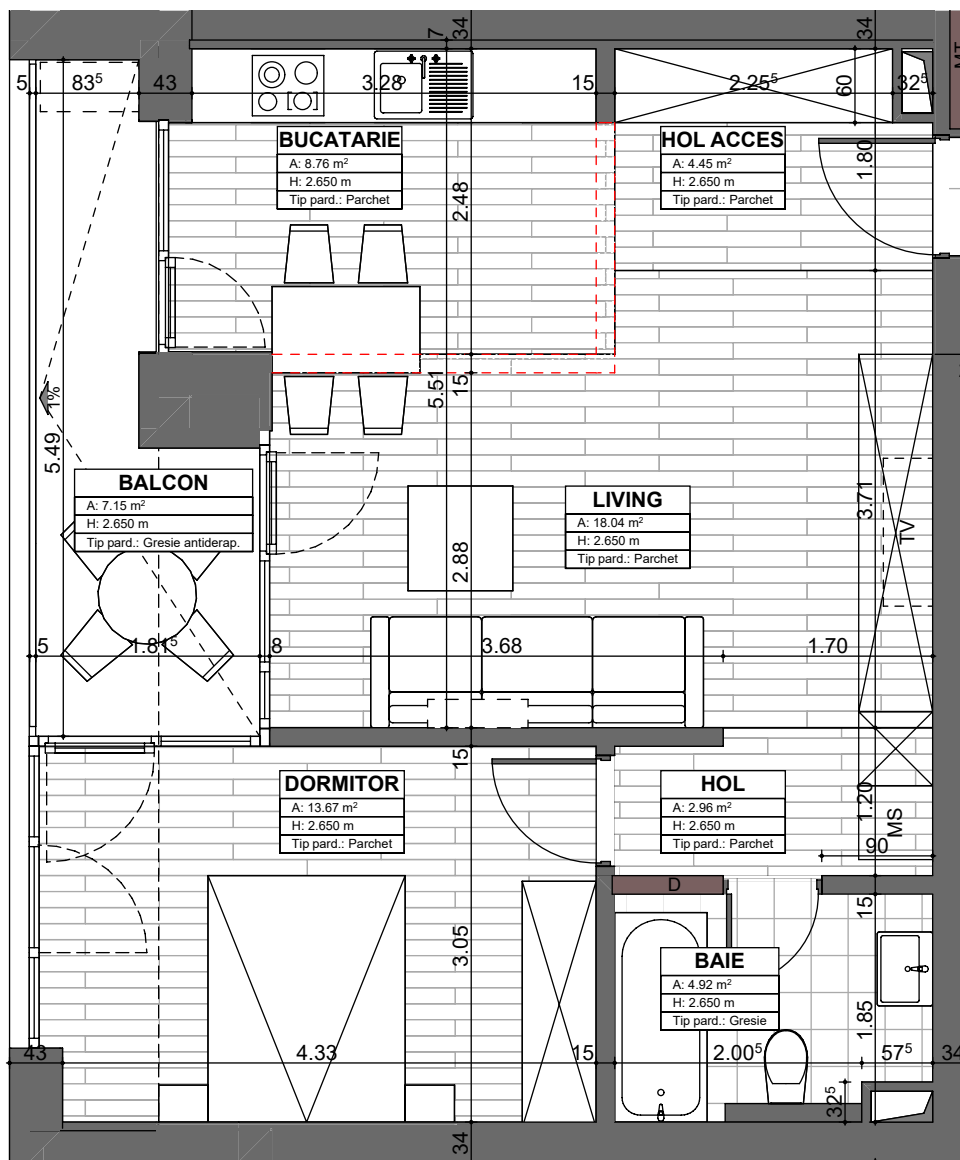 7
34
34
MT
5
83⁵
43
3.28
15
2.25⁵
60
32⁵
BUCATARIE
A: 8.76 m²
H: 2.650 m
Tip pard.: Parchet
HOL ACCES
A: 4.45 m²
H: 2.650 m
Tip pard.: Parchet
1.80
2.48
1%
5.49
5.51
15
BALCON
A: 7.15 m²
H: 2.650 m
Tip pard.: Gresie antiderap.
LIVING
A: 18.04 m²
H: 2.650 m
Tip pard.: Parchet
3.71
TV
2.88
5
1.81⁵
8
3.68
1.70
15
DORMITOR
A: 13.67 m²
H: 2.650 m
Tip pard.: Parchet
HOL
A: 2.96 m²
H: 2.650 m
Tip pard.: Parchet
1.20
MS
90
D
15
3.05
BAIE
A: 4.92 m²
H: 2.650 m
Tip pard.: Gresie
1.85
43
4.33
15
2.00⁵
57⁵
34
32⁵
34